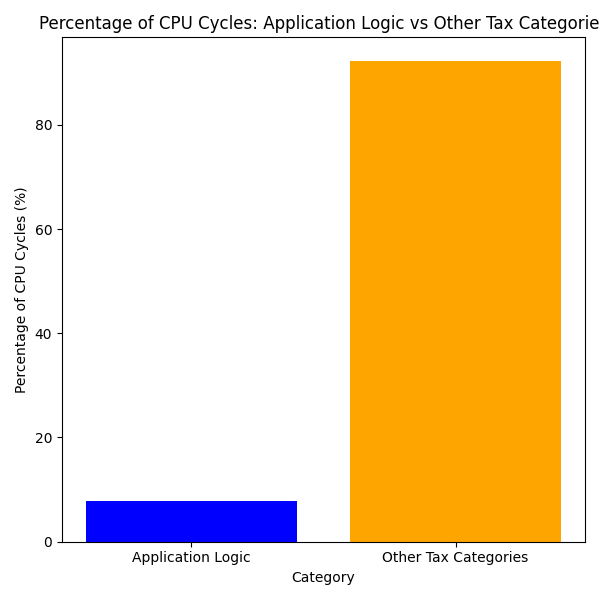 Percentage of CPU Cycles: Application Logic vs Other Tax Categorie
80
60
40
20
0
Percentage of CPU Cycles (%)
Application Logic
Other Tax Categories
Category